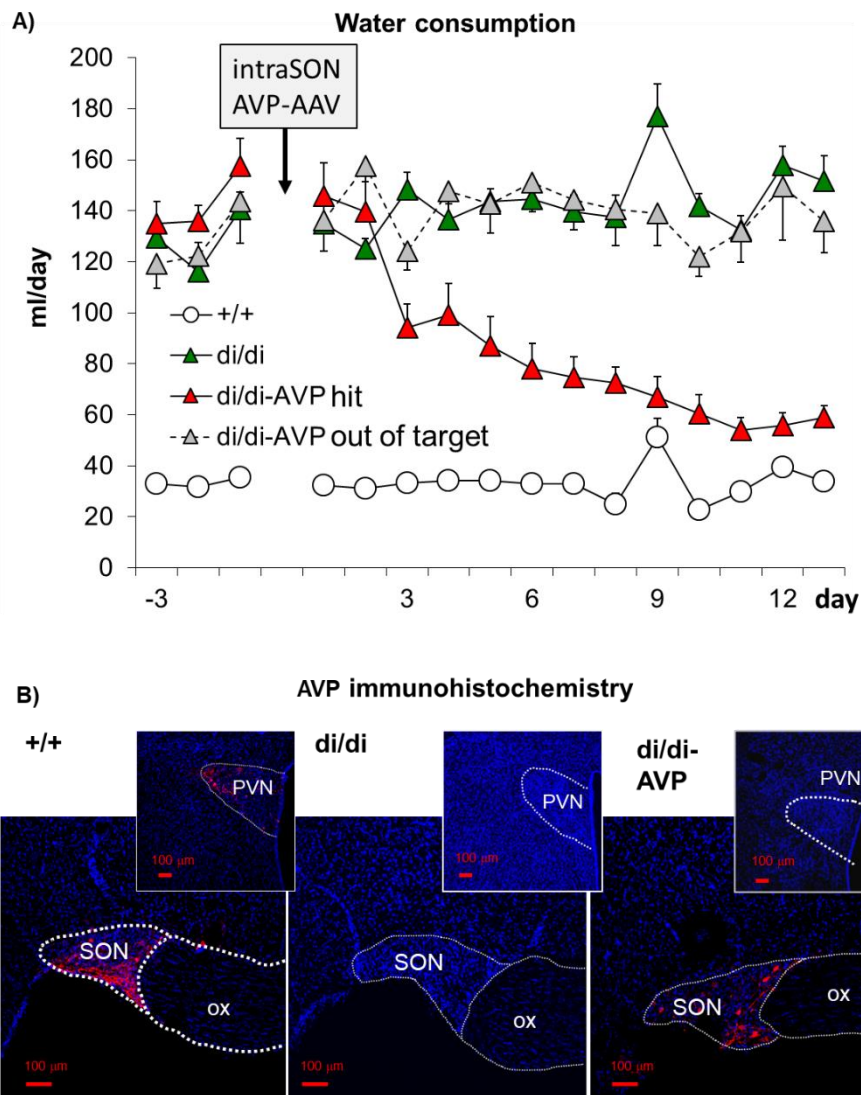 A)
Water consumption
200
180
160
140
120
100
80
60
40
20
0
ml/day
intraSON
AVP-AAV
+/+
di/di
di/di-AVP hit
di/di-AVP out of target
-3 3 6 9 12 day
B)
AVP immunohistochemistry
+/+ di/di di/di-
AVP
PVN PVN PVN
100 μm 100 μm 100 μm
SON SON SON
ox ox ox
100 μm 100 μm 100 μm